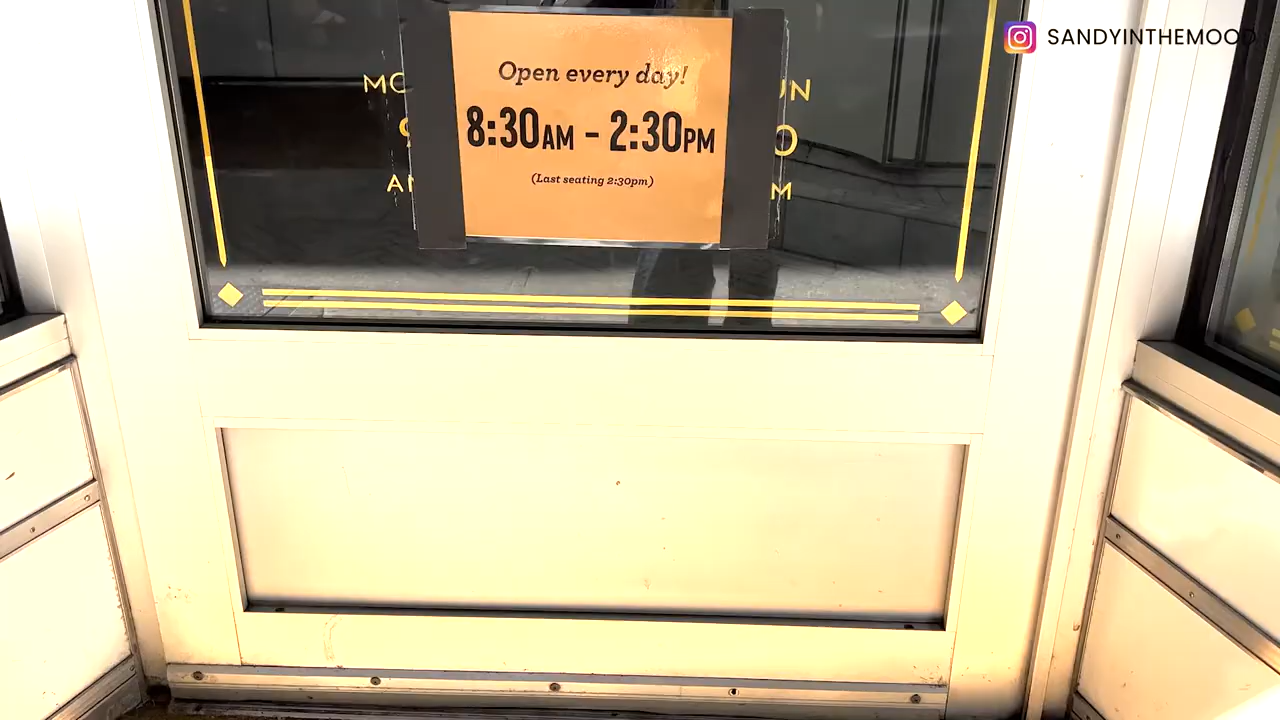 SANDYINTHEMOOD
Open every day!
8:30AM - 2:30PM
(Last seating 2:30pm)